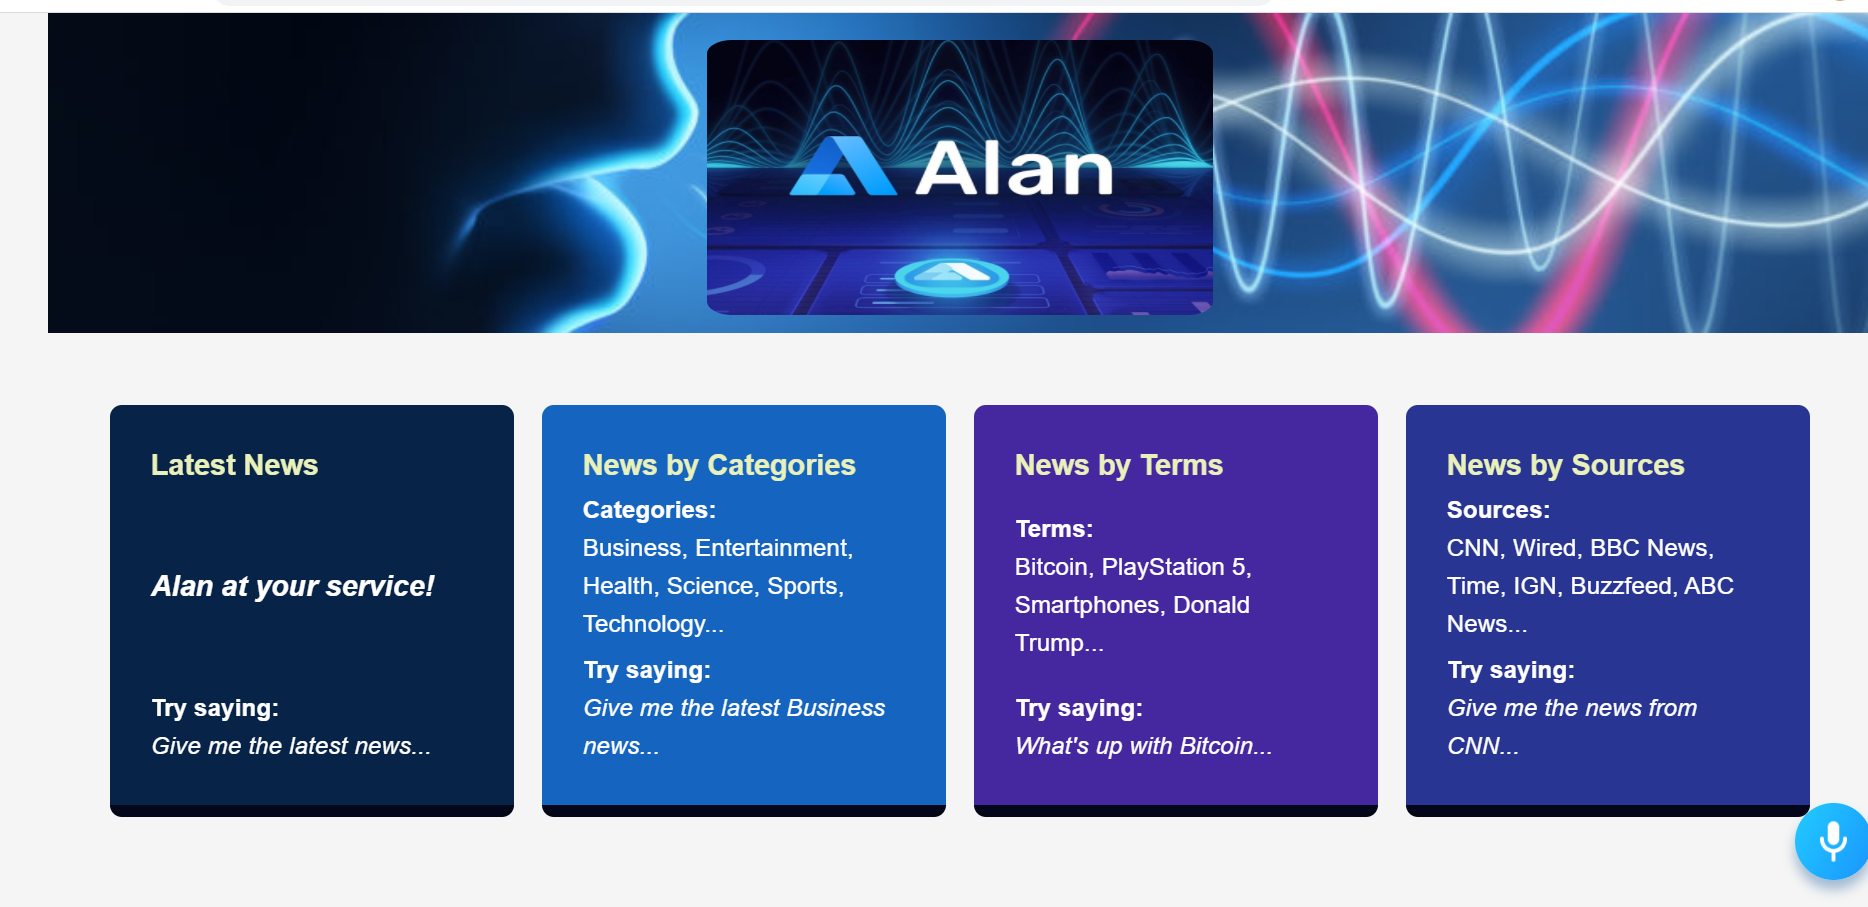 Alan
Latest News
Alan at your service!
Try saying:
Give me the latest news...
News by Categories
Categories:
Business, Entertainment,
Health, Science, Sports,
Technology...
Try saying:
Give me the latest Business
news...
News by Terms
Terms:
Bitcoin, PlayStation 5,
Smartphones, Donald
Trump...
Try saying:
What's up with Bitcoin...
News by Sources
Sources:
CNN, Wired, BBC News,
Time, IGN, Buzzfeed, ABC
News...
Try saying:
Give me the news from
CNN...